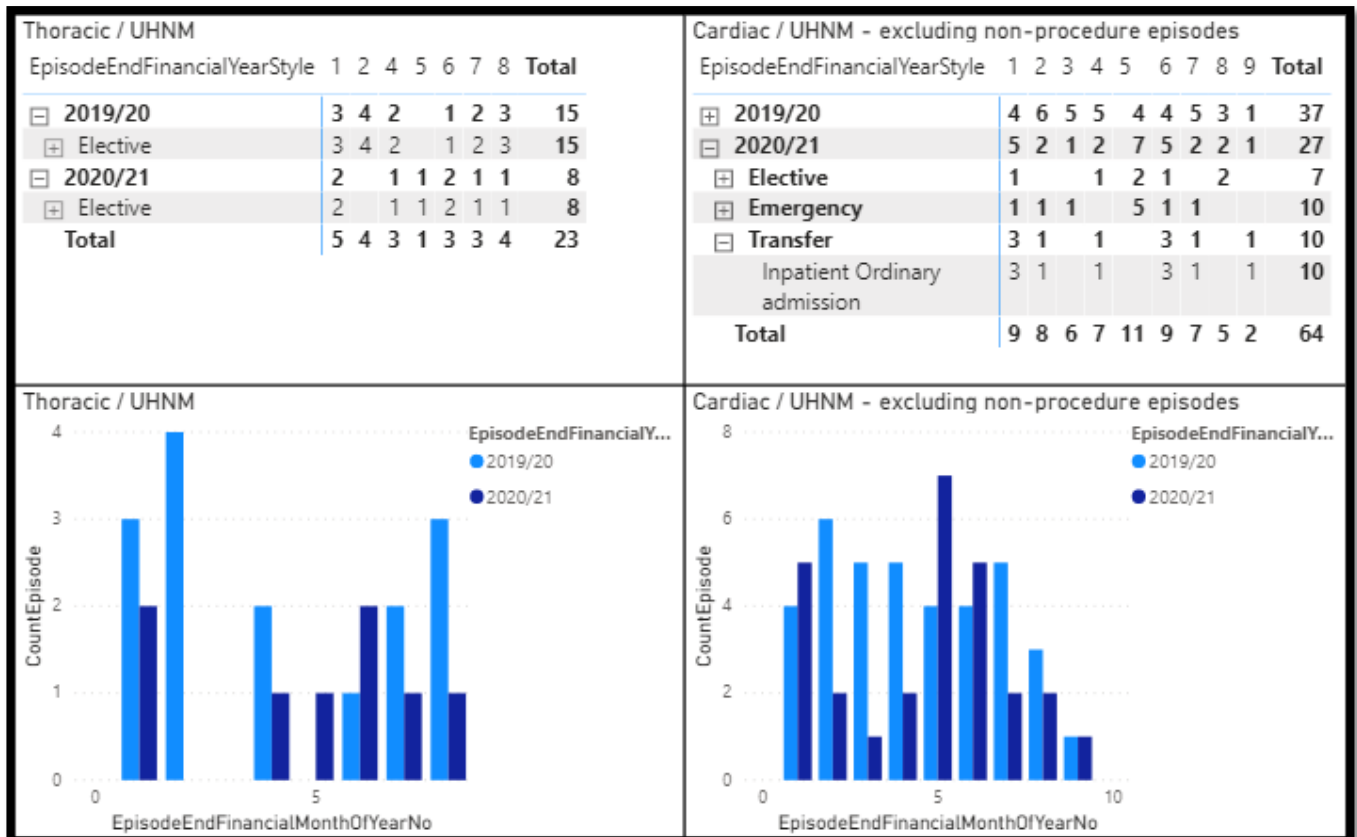 Thoracic / UHNM
EpisodeEndFinancialYearStyle 1 2 4 5 6 7 8 Total
2019/20 3 4 2 1 2 3 15
Elective 3 4 2 1 2 3 15
2020/21 2 1 1 2 1 1 8
Elective 2 1 1 2 1 1 8
Total 5 4 3 1 3 3 4 23
Cardiac / UHNM - excluding non-procedure episodes
EpisodeEndFinancialYearStyle 1 2 3 4 5 6 7 8 9 Total
2019/20 4 6 5 5 4 4 5 3 1 37
2020/21 5 2 1 2 7 5 2 2 1 27
Elective 1 1 2 1 2 7
Emergency 1 1 1 5 1 1 10
Transfer 3 1 1 3 1 1 10
Inpatient Ordinary 3 1 1 3 1 1 10
admission
Total 9 8 6 7 11 9 7 5 2 64
Thoracic / UHNM
EpisodeEndFinancialY...
2019/20
2020/21
4
3
2
1
0
CountEpisode
0 5
EpisodeEndFinancialMonthOfYearNo
Cardiac / UHNM - excluding non-procedure episodes
EpisodeEndFinancialY...
2019/20
2020/21
8
6
4
2
0
CountEpisode
0 5 10
EpisodeEndFinancialMonthOfYearNo